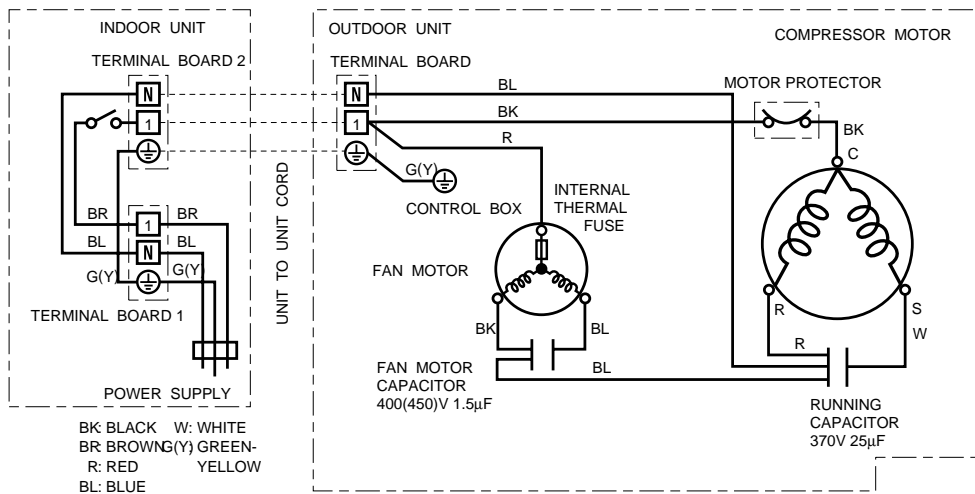 INDOOR UNIT
TERMINAL BOARD 2
N
1
BR
BR
1
BL
BL
N
G(Y)
G(Y)
TERMINAL BOARD 1
POWER SUPPLY
UNIT TO UNIT CORD
OUTDOOR UNIT
TERMINAL BOARD
N
1
BL
BK
R
G(Y)
CONTROL BOX
COMPRESSOR MOTOR
MOTOR PROTECTOR
BK
C
R
S
R
W
INTERNAL
THERMAL
FUSE
FAN MOTOR
BK
BL
BL
FAN MOTOR
CAPACITOR
400(450)V 1.5µF
RUNNING
CAPACITOR
370V 25µF
BK: BLACK W: WHITE
BR: BROWN G(Y): GREEN-
R: RED YELLOW
BL: BLUE